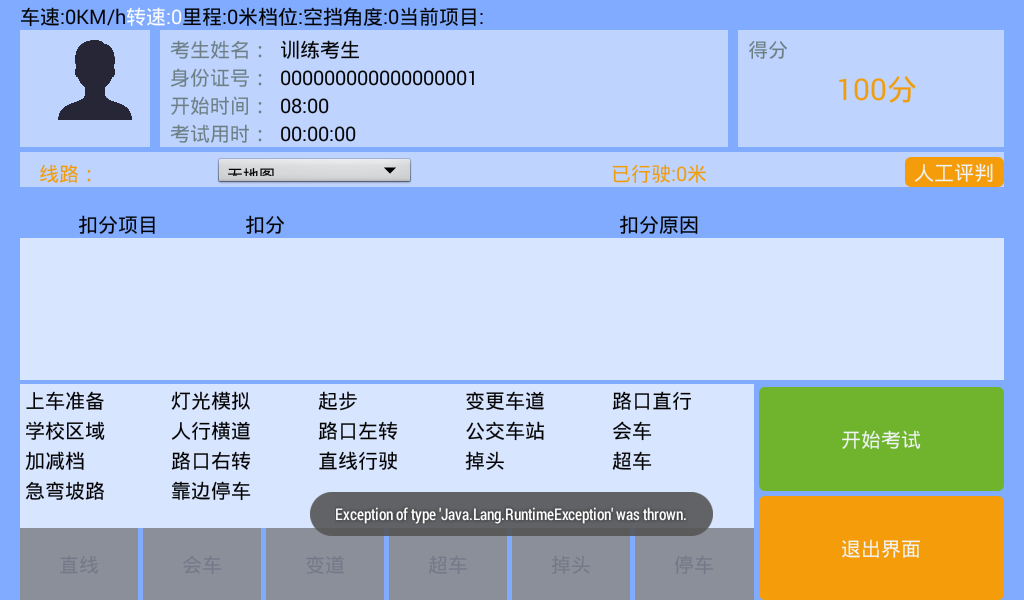 车速:0KM/h转速:0里程:0米档位:空挡角度:0当前项目:
考生姓名： 训练考生
身份证号： 000000000000000001
开始时间： 08:00
考试用时： 00:00:00
得分
100分
线路： 无地图 已行驶:0米 人工评判
扣分项目 扣分 扣分原因
上车准备 灯光模拟 起步 变更车道 路口直行
学校区域 人行横道 路口左转 公交车站 会车
加减档 路口右转 直线行驶 掉头 超车
急弯坡路 靠边停车
Exception of type 'Java.Lang.RuntimeException' was thrown.
开始考试
退出界面
直线 会车 变道 超车 掉头 停车